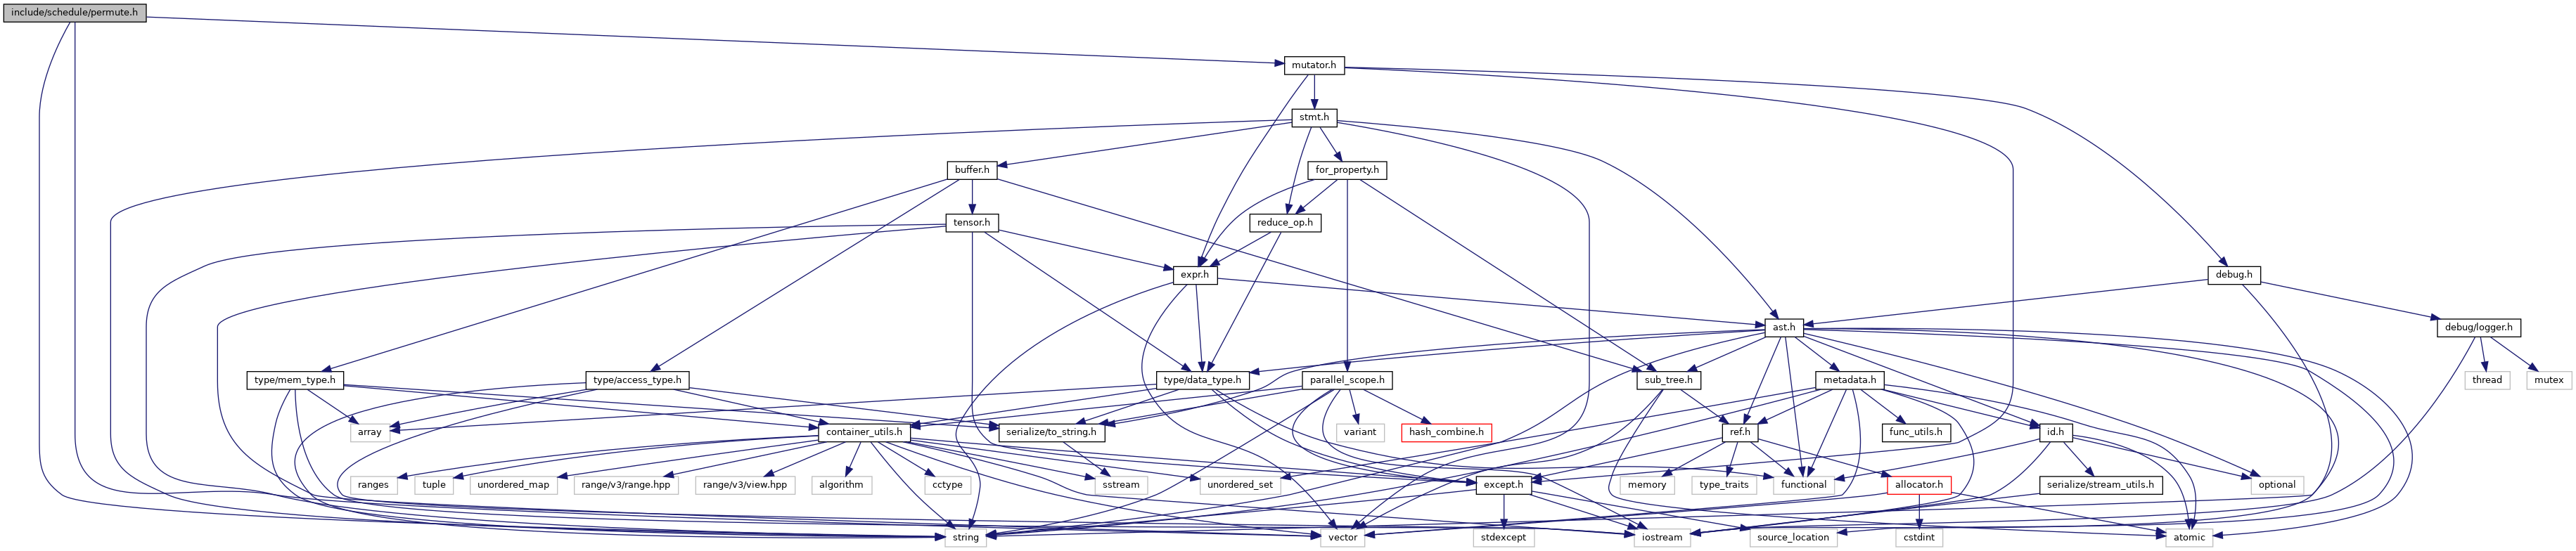 include/schedule/permute.h
mutator.h
stmt.h
buffer.h
for_property.h
tensor.h
reduce_op.h
expr.h
debug.h
ast.h
debug/logger.h
type/mem_type.h
type/access_type.h
type/data_type.h
parallel_scope.h
sub_tree.h
metadata.h
thread
mutex
array
container_utils.h
serialize/to_string.h
variant
hash_combine.h
ref.h
func_utils.h
id.h
ranges
tuple
unordered_map
range/v3/range.hpp
range/v3/view.hpp
algorithm
cctype
sstream
unordered_set
except.h
memory
type_traits
functional
allocator.h
serialize/stream_utils.h
optional
string
vector
stdexcept
iostream
source_location
cstdint
atomic